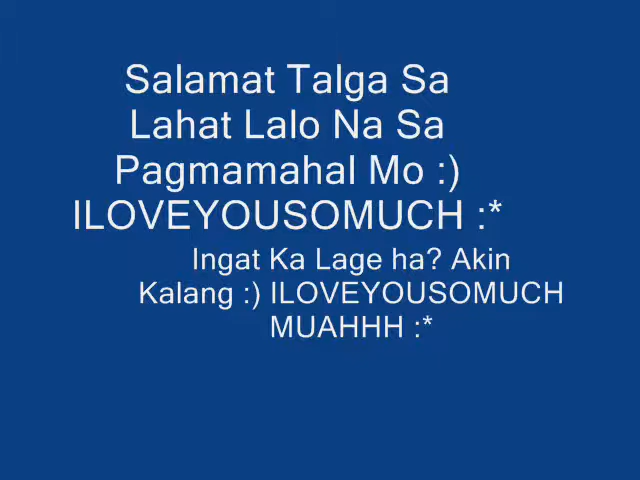 Salamat Talga Sa
Lahat Lalo Na Sa
Pagmamahal Mo :)
ILOVEYOUSOMUCH :*
Ingat Ka Lage ha? Akin
Kalang :) ILOVEYOUSOMUCH
MUAHHH :*